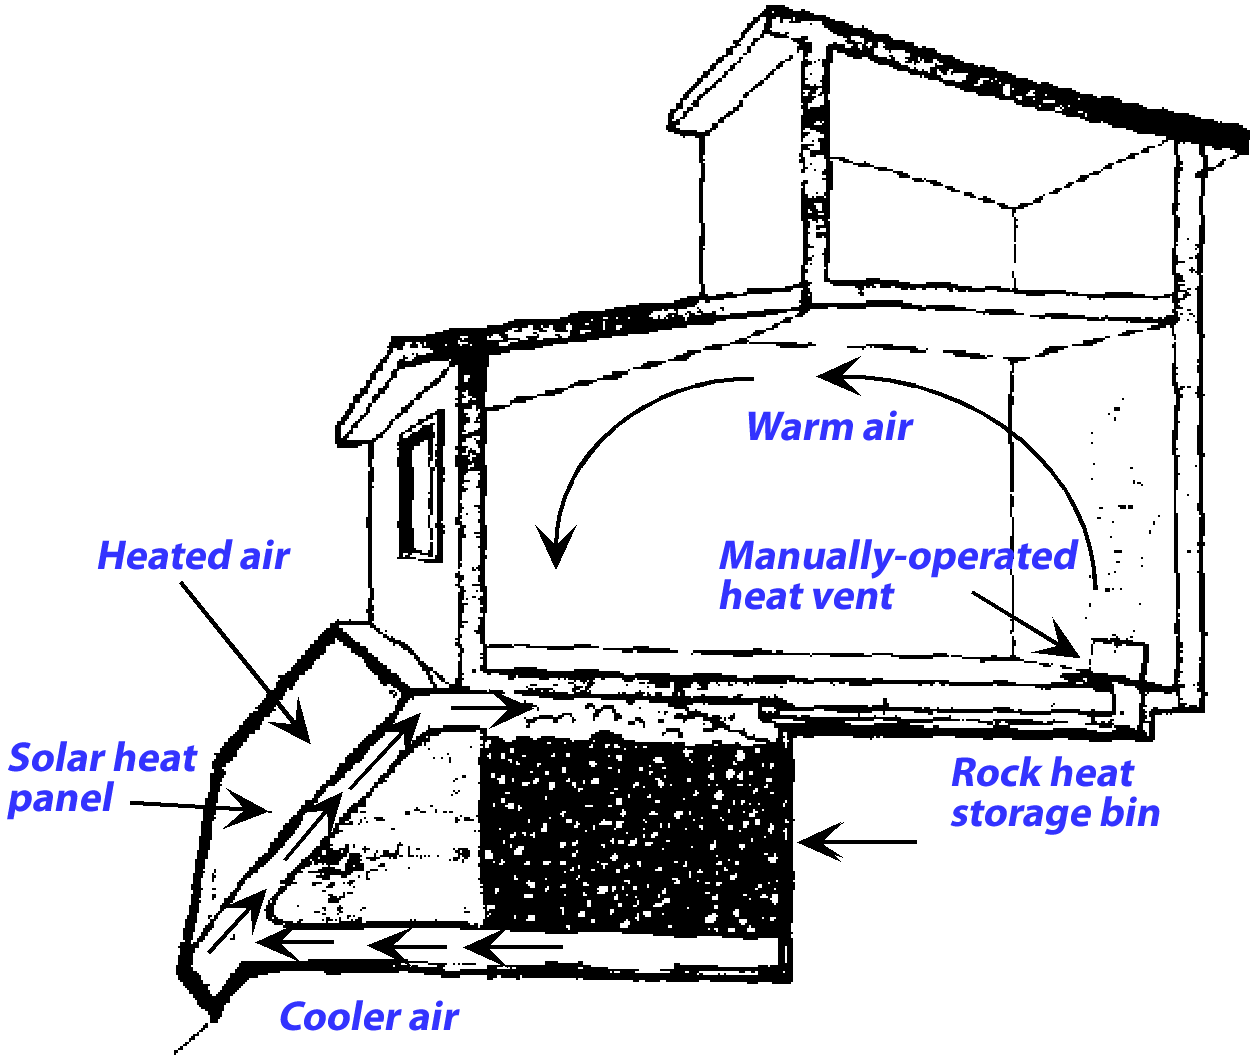 Warm air
Heated air
Manually-operated
heat vent
Solar heat
panel
Rock heat
storage bin
Cooler air